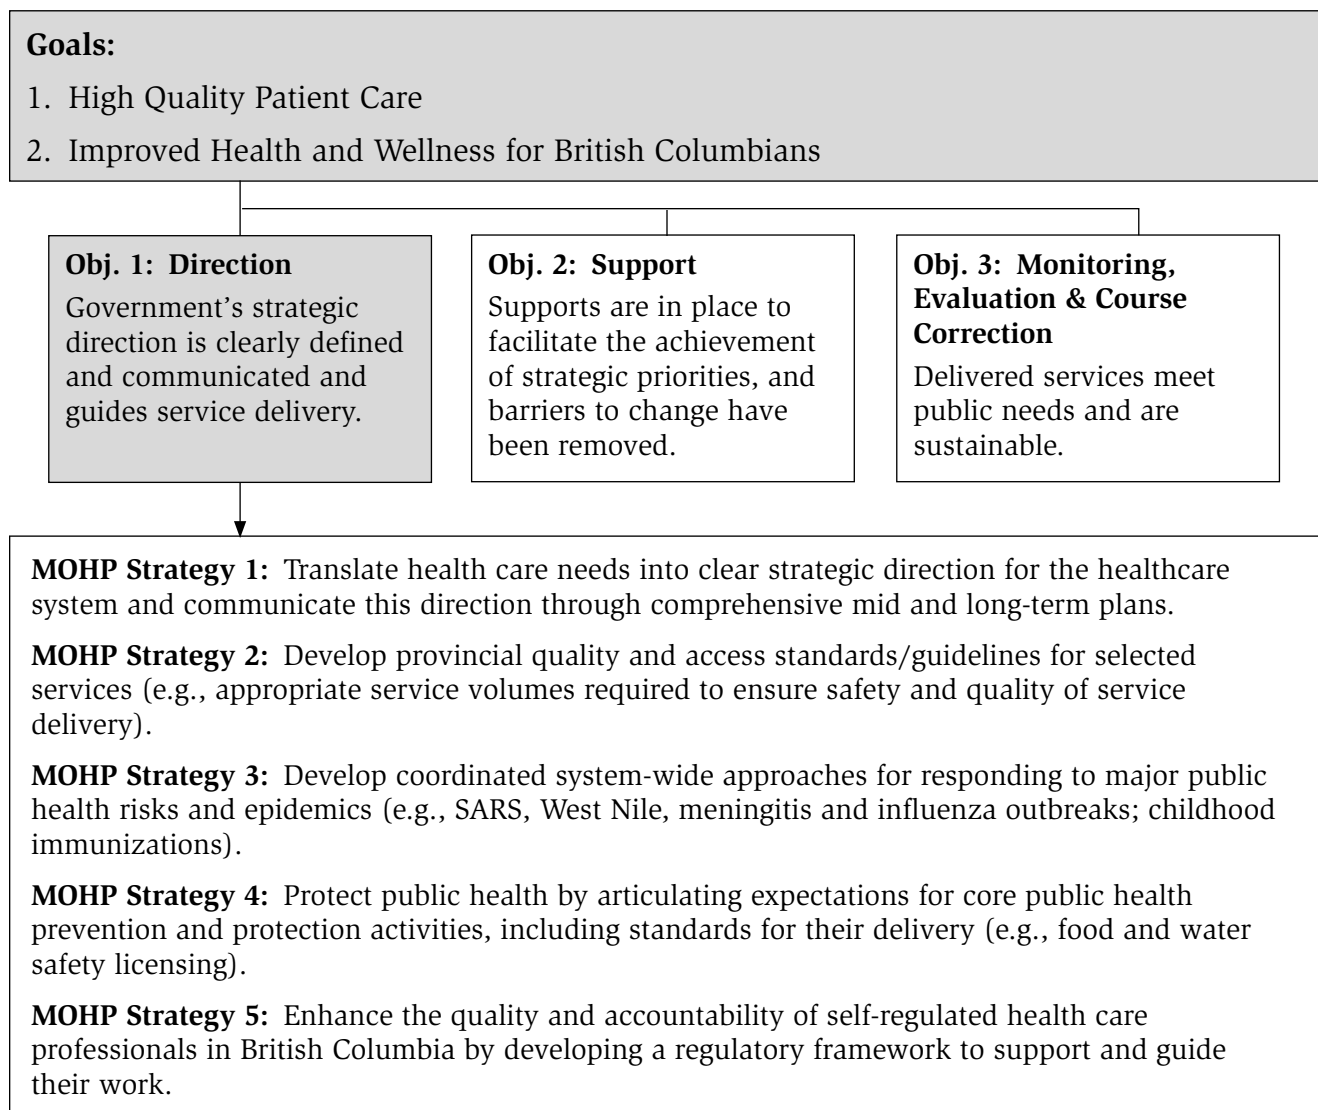 Goals:
1. High Quality Patient Care
2. Improved Health and Wellness for British Columbians
Obj. 1: Direction
Government’s strategic
direction is clearly defined
and communicated and
guides service delivery.
Obj. 2: Support
Supports are in place to
facilitate the achievement
of strategic priorities, and
barriers to change have
been removed.
Obj. 3: Monitoring,
Evaluation & Course
Correction
Delivered services meet
public needs and are
sustainable.
MOHP Strategy 1: Translate health care needs into clear strategic direction for the healthcare
system and communicate this direction through comprehensive mid and long-term plans.
MOHP Strategy 2: Develop provincial quality and access standards/guidelines for selected
services (e.g., appropriate service volumes required to ensure safety and quality of service
delivery).
MOHP Strategy 3: Develop coordinated system-wide approaches for responding to major public
health risks and epidemics (e.g., SARS, West Nile, meningitis and influenza outbreaks; childhood
immunizations).
MOHP Strategy 4: Protect public health by articulating expectations for core public health
prevention and protection activities, including standards for their delivery (e.g., food and water
safety licensing).
MOHP Strategy 5: Enhance the quality and accountability of self-regulated health care
professionals in British Columbia by developing a regulatory framework to support and guide
their work.